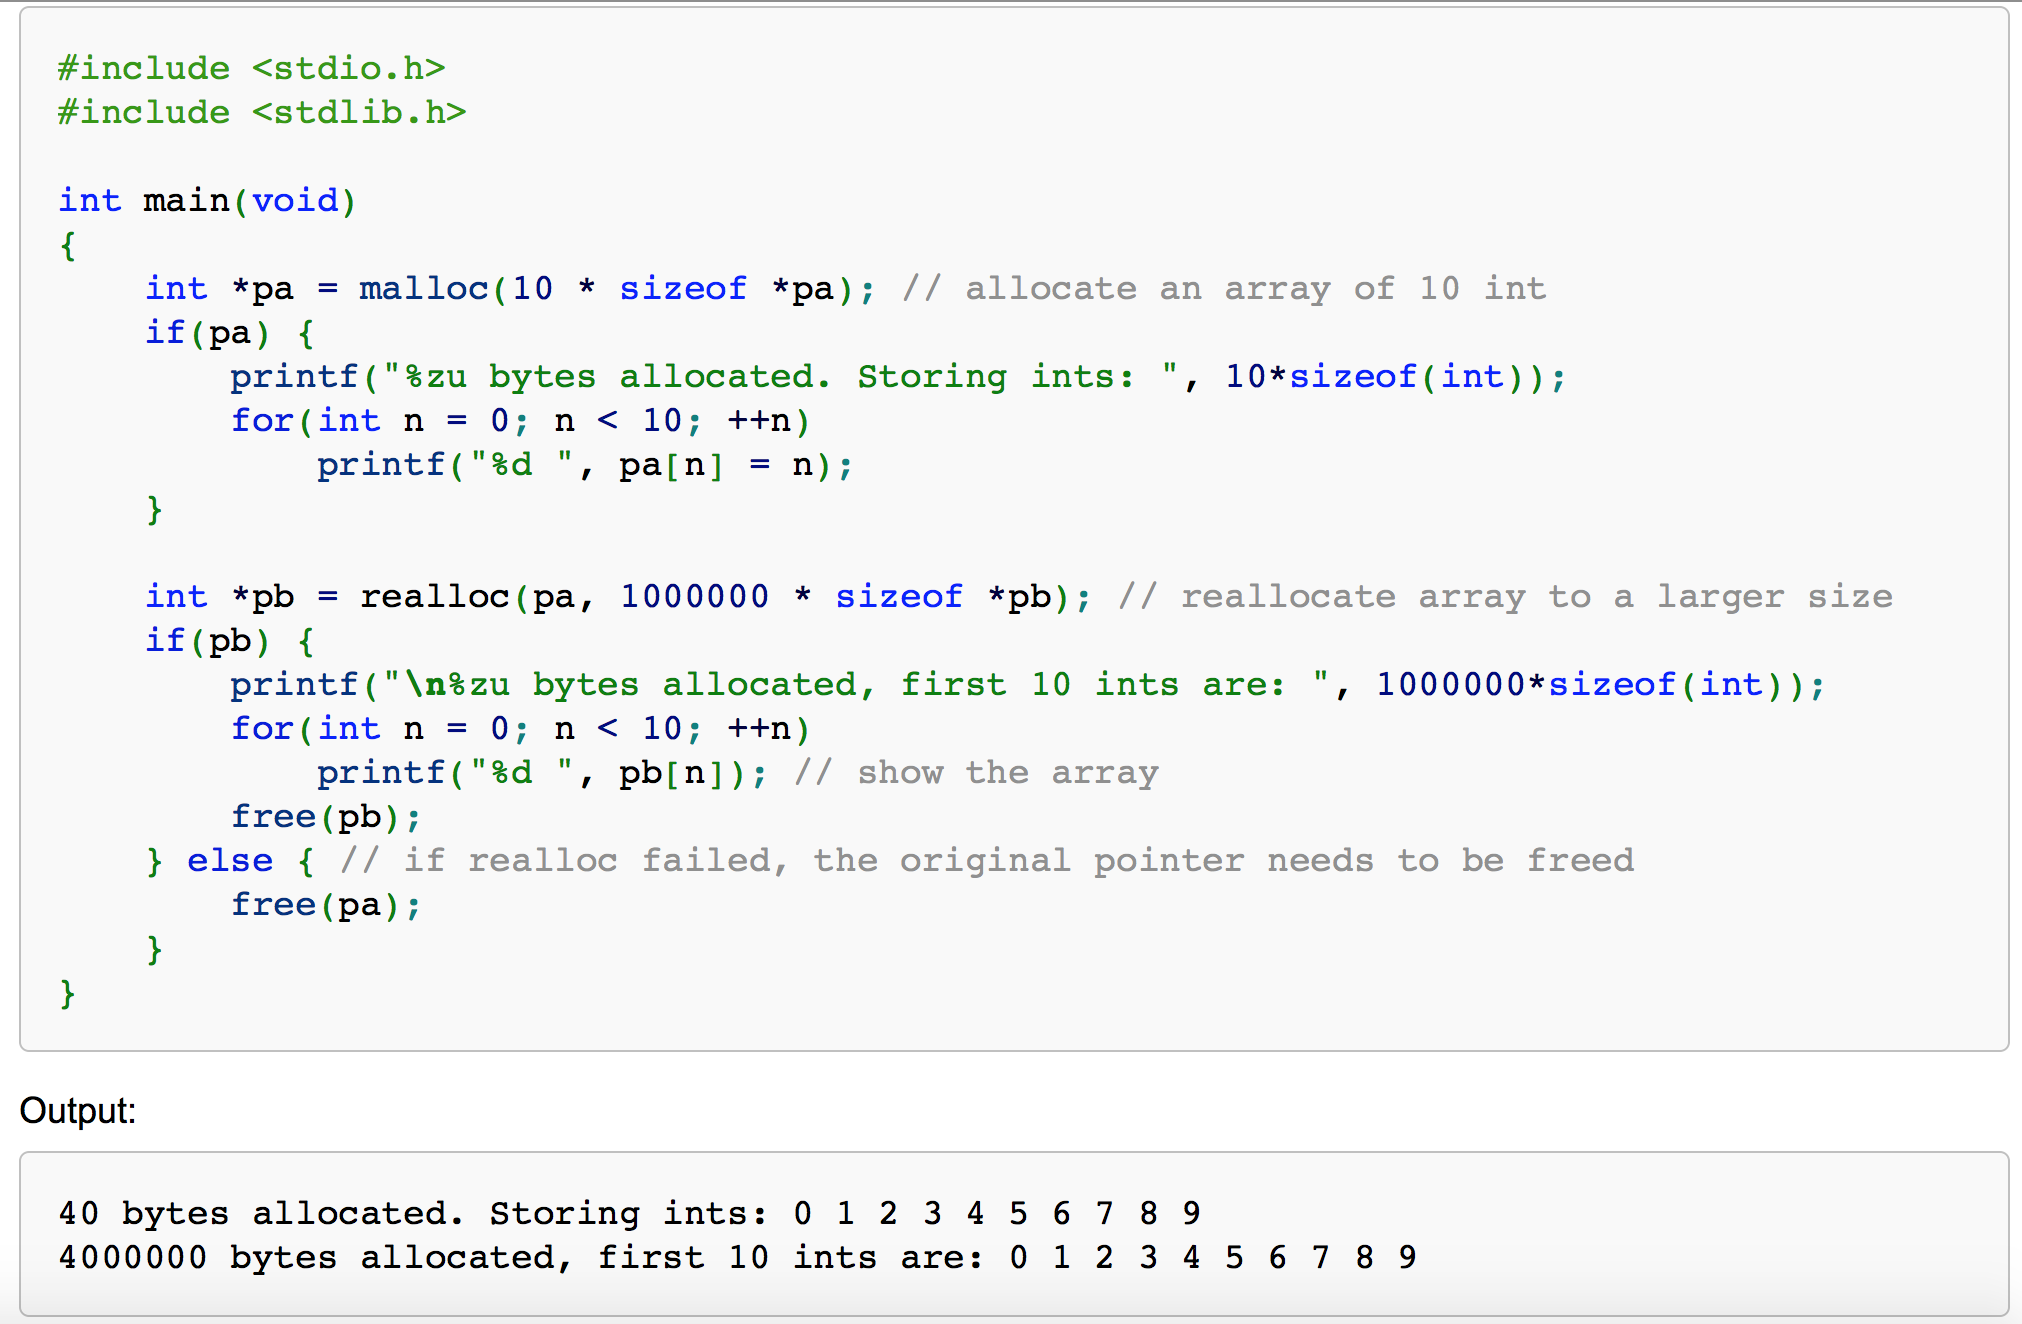 #include <stdio.h>
#include <stdlib.h>

int main(void)
{
    int *pa = malloc(10 * sizeof *pa); // allocate an array of 10 int
    if(pa) {
        printf("%zu bytes allocated. Storing ints: ", 10*sizeof(int));
        for(int n = 0; n < 10; ++n)
            printf("%d ", pa[n] = n);
    }

    int *pb = realloc(pa, 1000000 * sizeof *pb); // reallocate array to a larger size
    if(pb) {
        printf("\n%zu bytes allocated, first 10 ints are: ", 1000000*sizeof(int));
        for(int n = 0; n < 10; ++n)
            printf("%d ", pb[n]); // show the array
        free(pb);
    } else { // if realloc failed, the original pointer needs to be freed
        free(pa);
    }
}
Output:
40 bytes allocated. Storing ints: 0 1 2 3 4 5 6 7 8 9
4000000 bytes allocated, first 10 ints are: 0 1 2 3 4 5 6 7 8 9